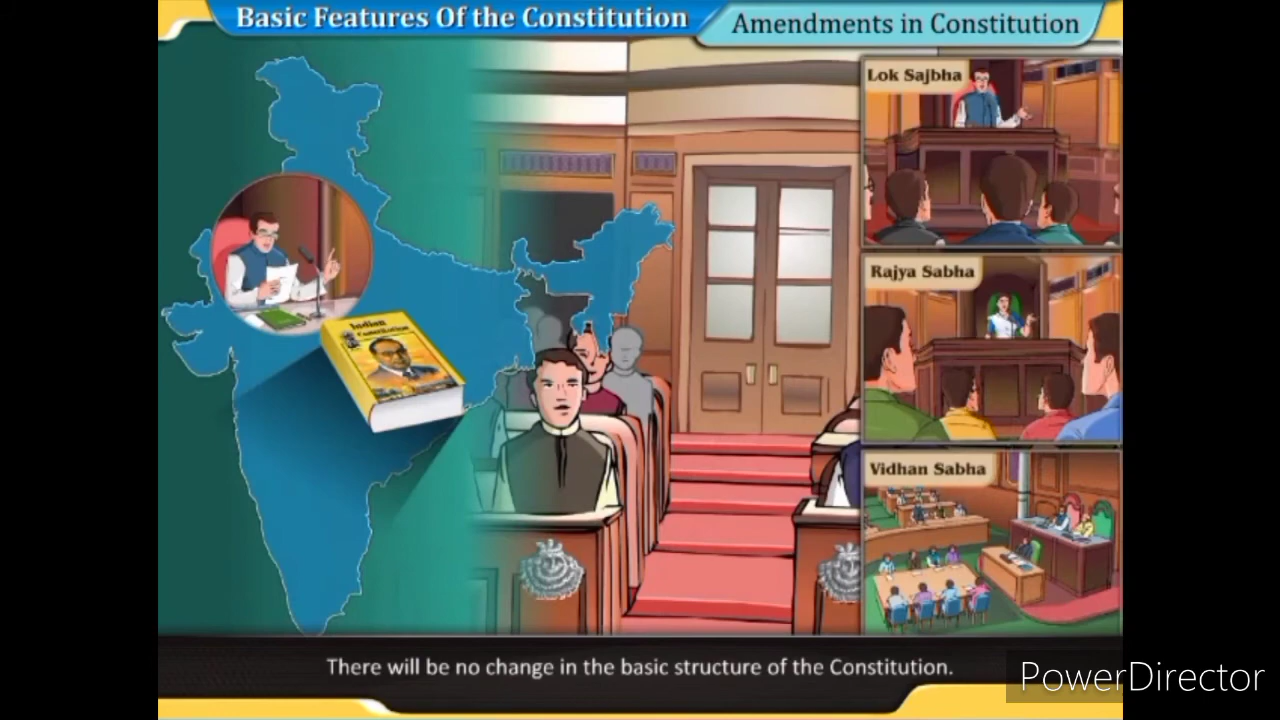 Basic Features Of the Constitution
Amendments in Constitution
Lok Sajbha
Rajya Sabha
Indian
Constitution
Vidhan Sabha
There will be no change in the basic structure of the Constitution.
PowerDirector